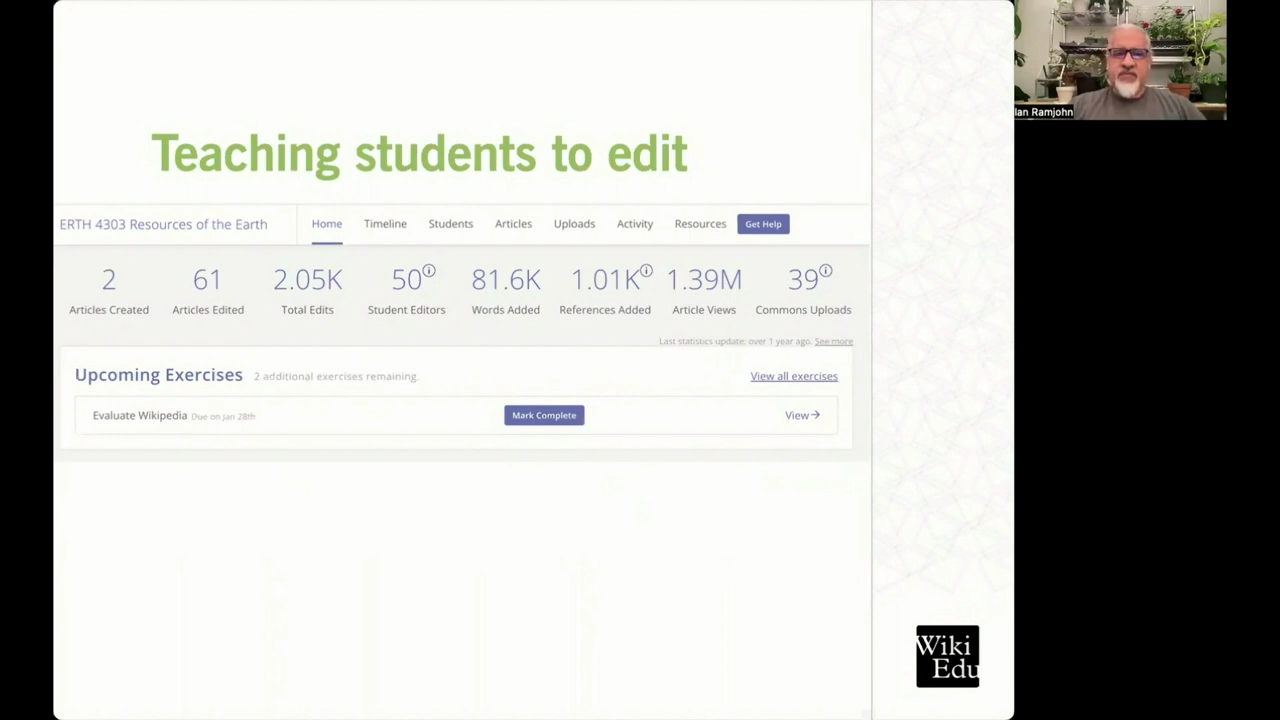 Teaching students to edit
ERTH 4303 Resources of the Earth Home Timeline Students Articles Uploads Activity Resources Get Help
2 61 2.05K 50 81.6K 1.01K 1.39M 39
Articles Created Articles Edited Total Edits Student Editors Words Added References Added Article Views Commons Uploads
Last statistics update: over 1 year ago. See more
Upcoming Exercises 2 additional exercises remaining. View all exercises
Evaluate Wikipedia Due on Jan 28th Mark Complete View→
Ian Ramjohn
Wiki
Edu